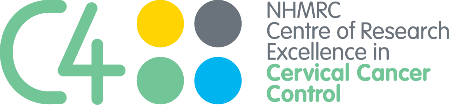 C4
NHMRC
Centre of Research
Excellence in
Cervical Cancer
Control